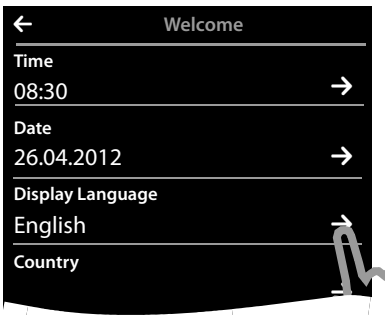 Welcome
Time
08:30
Date
26.04.2012
Display Language
English
Country